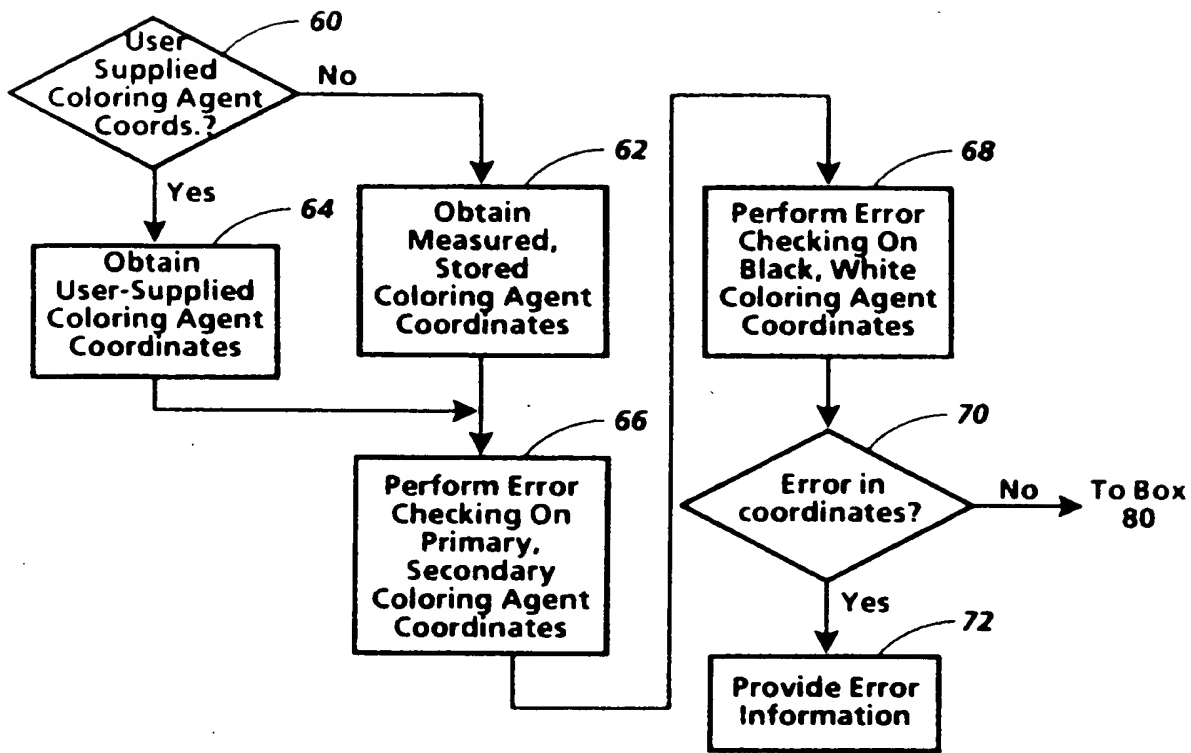 60
User
Supplied
Coloring Agent
Coords.?
No
Yes
62
Obtain
Measured,
Stored
Coloring Agent
Coordinates
64
Obtain
User-Supplied
Coloring Agent
Coordinates
66
Perform Error
Checking On
Primary,
Secondary
Coloring Agent
Coordinates
68
Perform Error
Checking On
Black, White
Coloring Agent
Coordinates
70
Error in
coordinates?
No
To Box
80
Yes
72
Provide Error
Information